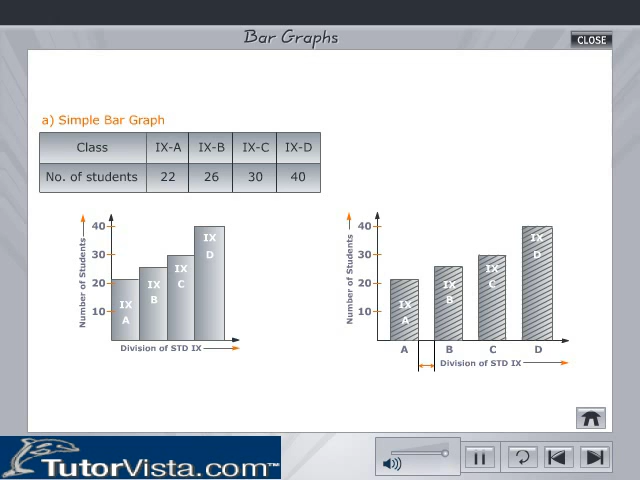 Bar Graphs
CLOSE
a) Simple Bar Graph
Class IX-A IX-B IX-C IX-D
No. of students 22 26 30 40
Number of Students
40
30
20
10
IX A
IX B
IX C
IX D
Division of STD IX
Number of Students
40
30
20
10
IX A
IX B
IX C
IX D
A B C D
Division of STD IX
TutorVista.com™